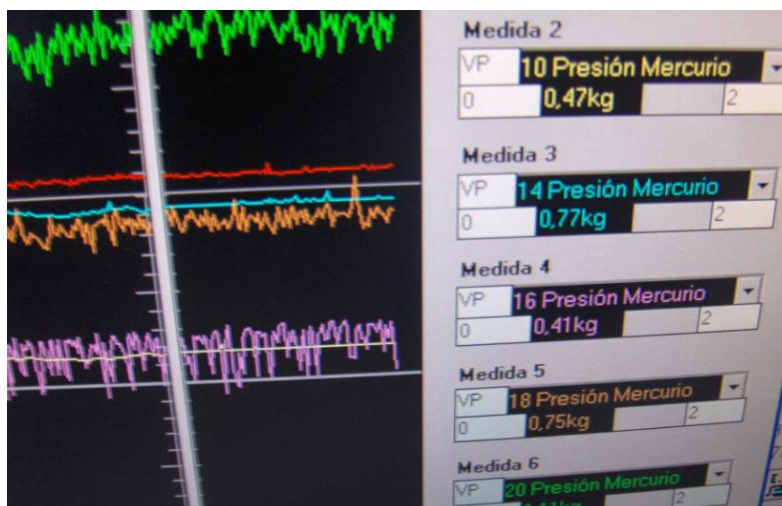 Medida 2
VP 10 Presión Mercurio
0 0,47kg 2
Medida 3
VP 14 Presión Mercurio
0 0,77kg 2
Medida 4
VP 16 Presión Mercurio
0 0,41kg 2
Medida 5
VP 18 Presión Mercurio
0 0,75kg 2
Medida 6
VP 20 Presión Mercurio